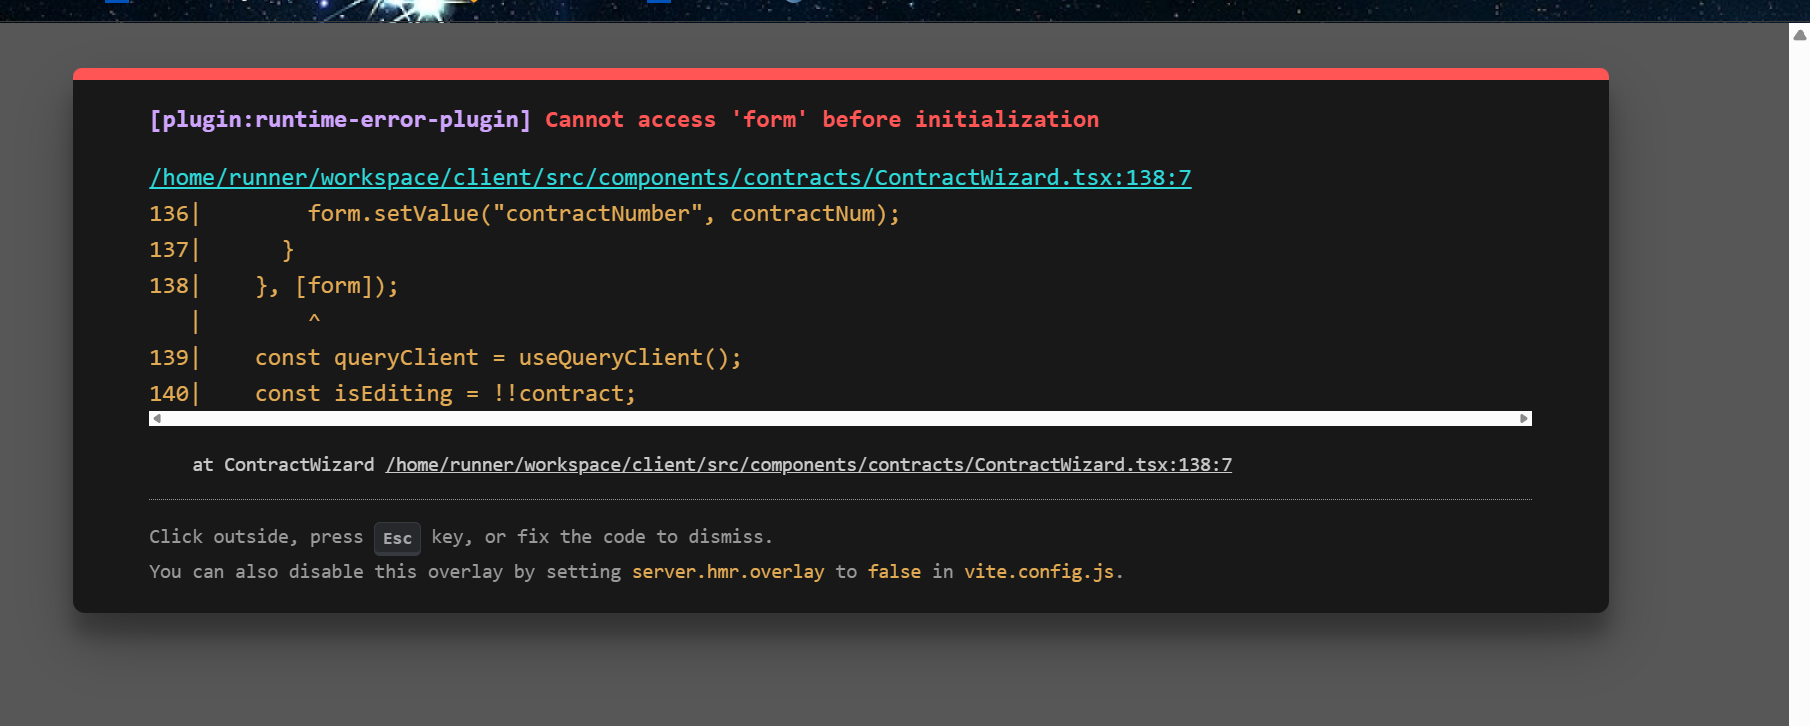 [plugin:runtime-error-plugin] Cannot access 'form' before initialization
/home/runner/workspace/client/src/components/contracts/ContractWizard.tsx:138:7
136|        form.setValue("contractNumber", contractNum);
137|      }
138|    }, [form]);
   |        ^
139|    const queryClient = useQueryClient();
140|    const isEditing = !!contract;
at ContractWizard /home/runner/workspace/client/src/components/contracts/ContractWizard.tsx:138:7
Click outside, press Esc key, or fix the code to dismiss.
You can also disable this overlay by setting server.hmr.overlay to false in vite.config.js.